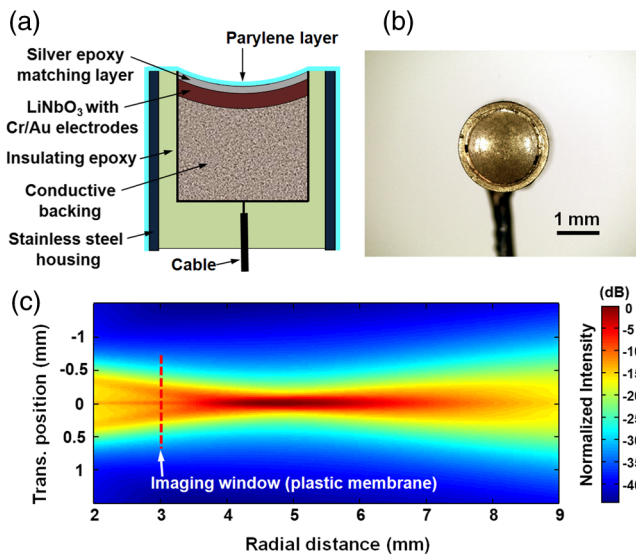 (a)
Parylene layer
Silver epoxy
matching layer
LiNbO3 with
Cr/Au electrodes
Insulating epoxy
Conductive
backing
Stainless steel
housing
Cable
(b)
1 mm
(c)
(dB)
Trans. position (mm)
-1
-0.5
0
0.5
1
Imaging window (plastic membrane)
2 3 4 5 6 7 8 9
Radial distance (mm)
Normalized Intensity
0
-5
-10
-15
-20
-25
-30
-35
-40